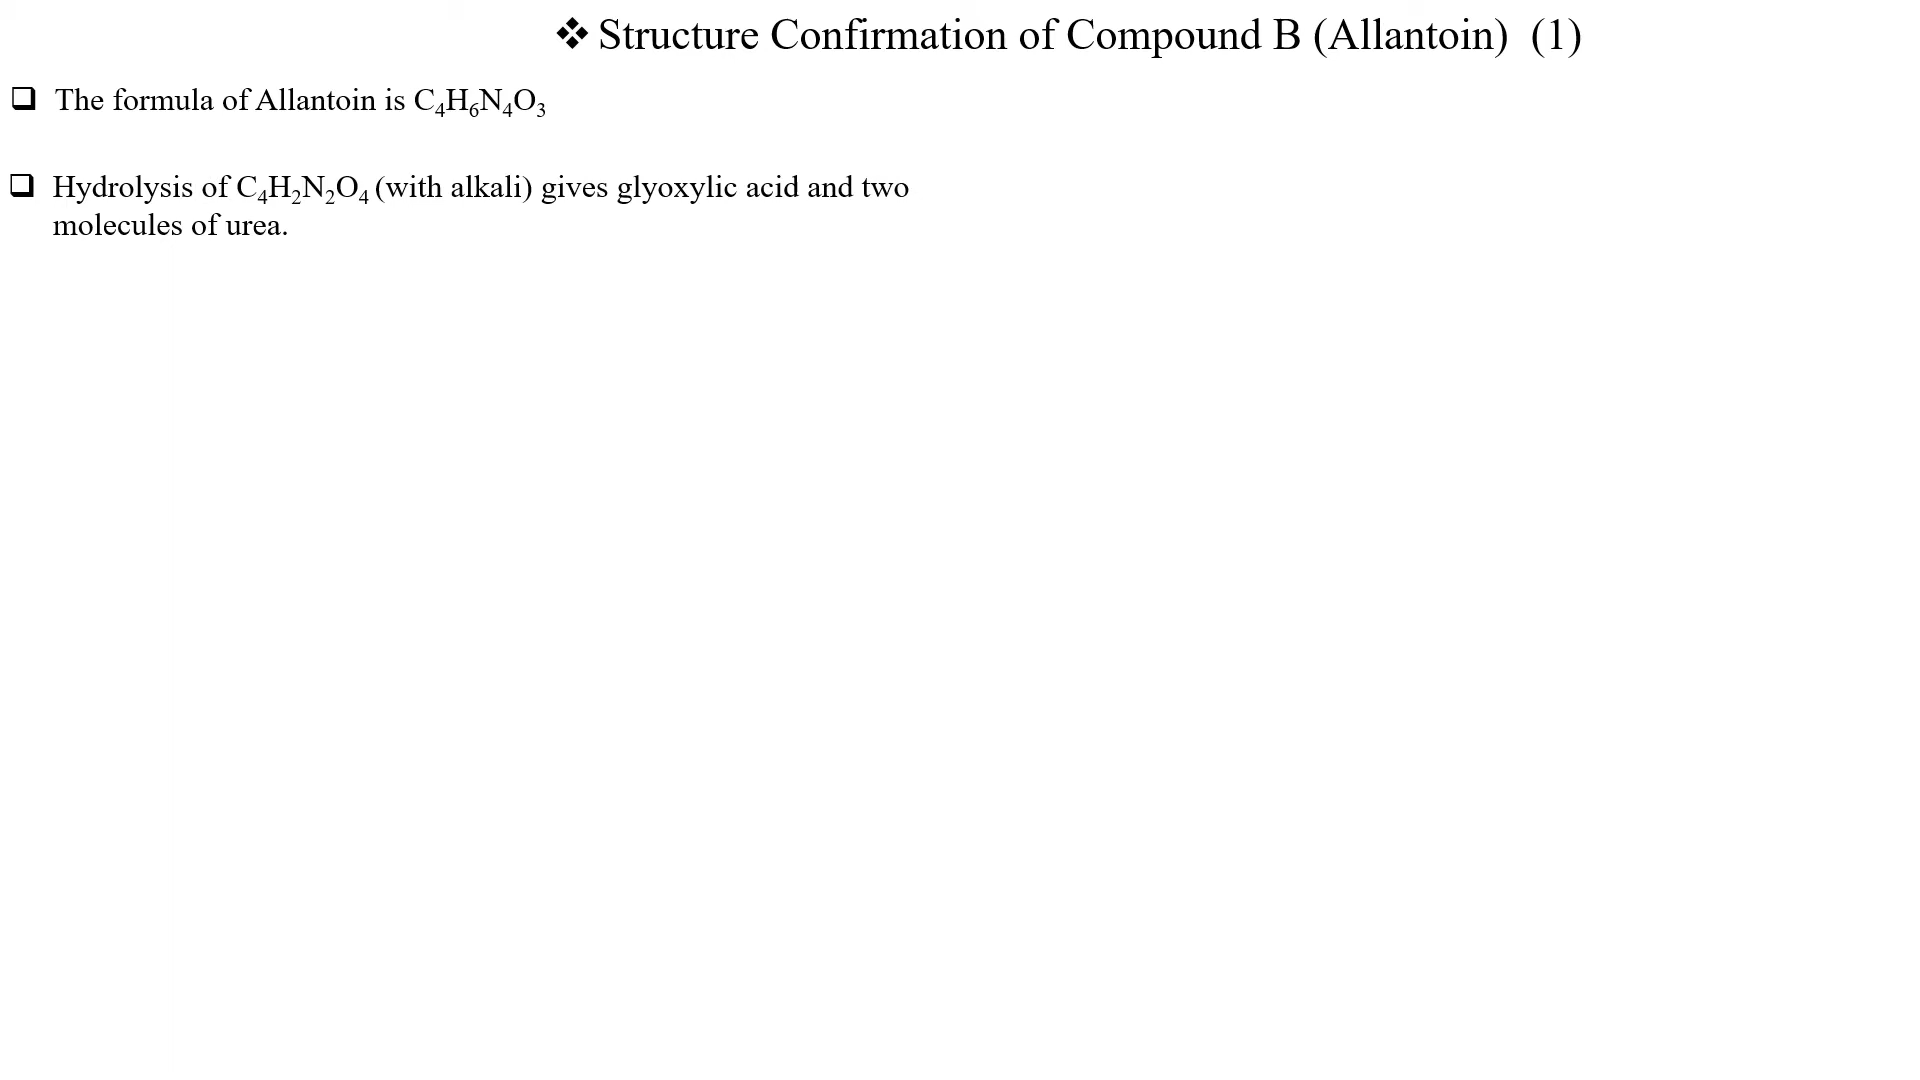 ❖ Structure Confirmation of Compound B (Allantoin) (1)
❑ The formula of Allantoin is C₄H₆N₄O₃
❑ Hydrolysis of C₄H₂N₂O₄ (with alkali) gives glyoxylic acid and two
molecules of urea.